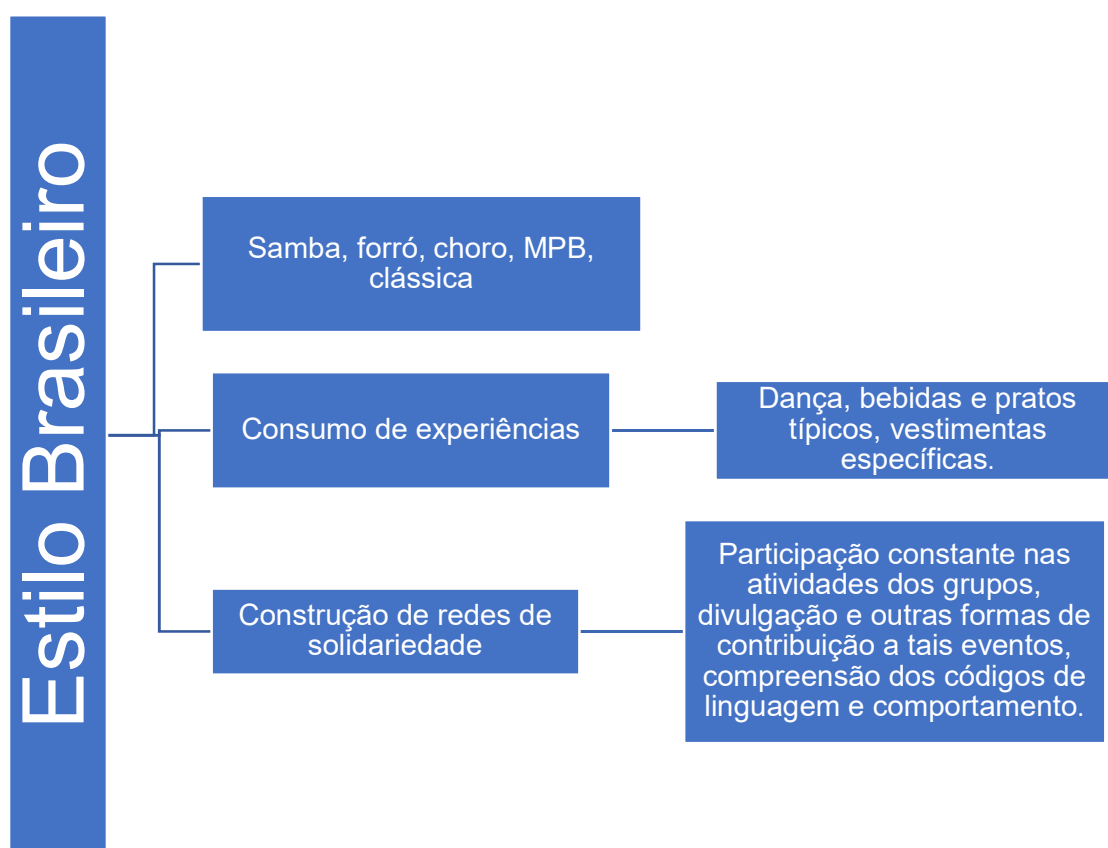 Estilo Brasileiro
Samba, forró, choro, MPB,
clássica
Consumo de experiências
Dança, bebidas e pratos
típicos, vestimentas
específicas.
Construção de redes de
solidariedade
Participação constante nas
atividades dos grupos,
divulgação e outras formas de
contribuição a tais eventos,
compreensão dos códigos de
linguagem e comportamento.